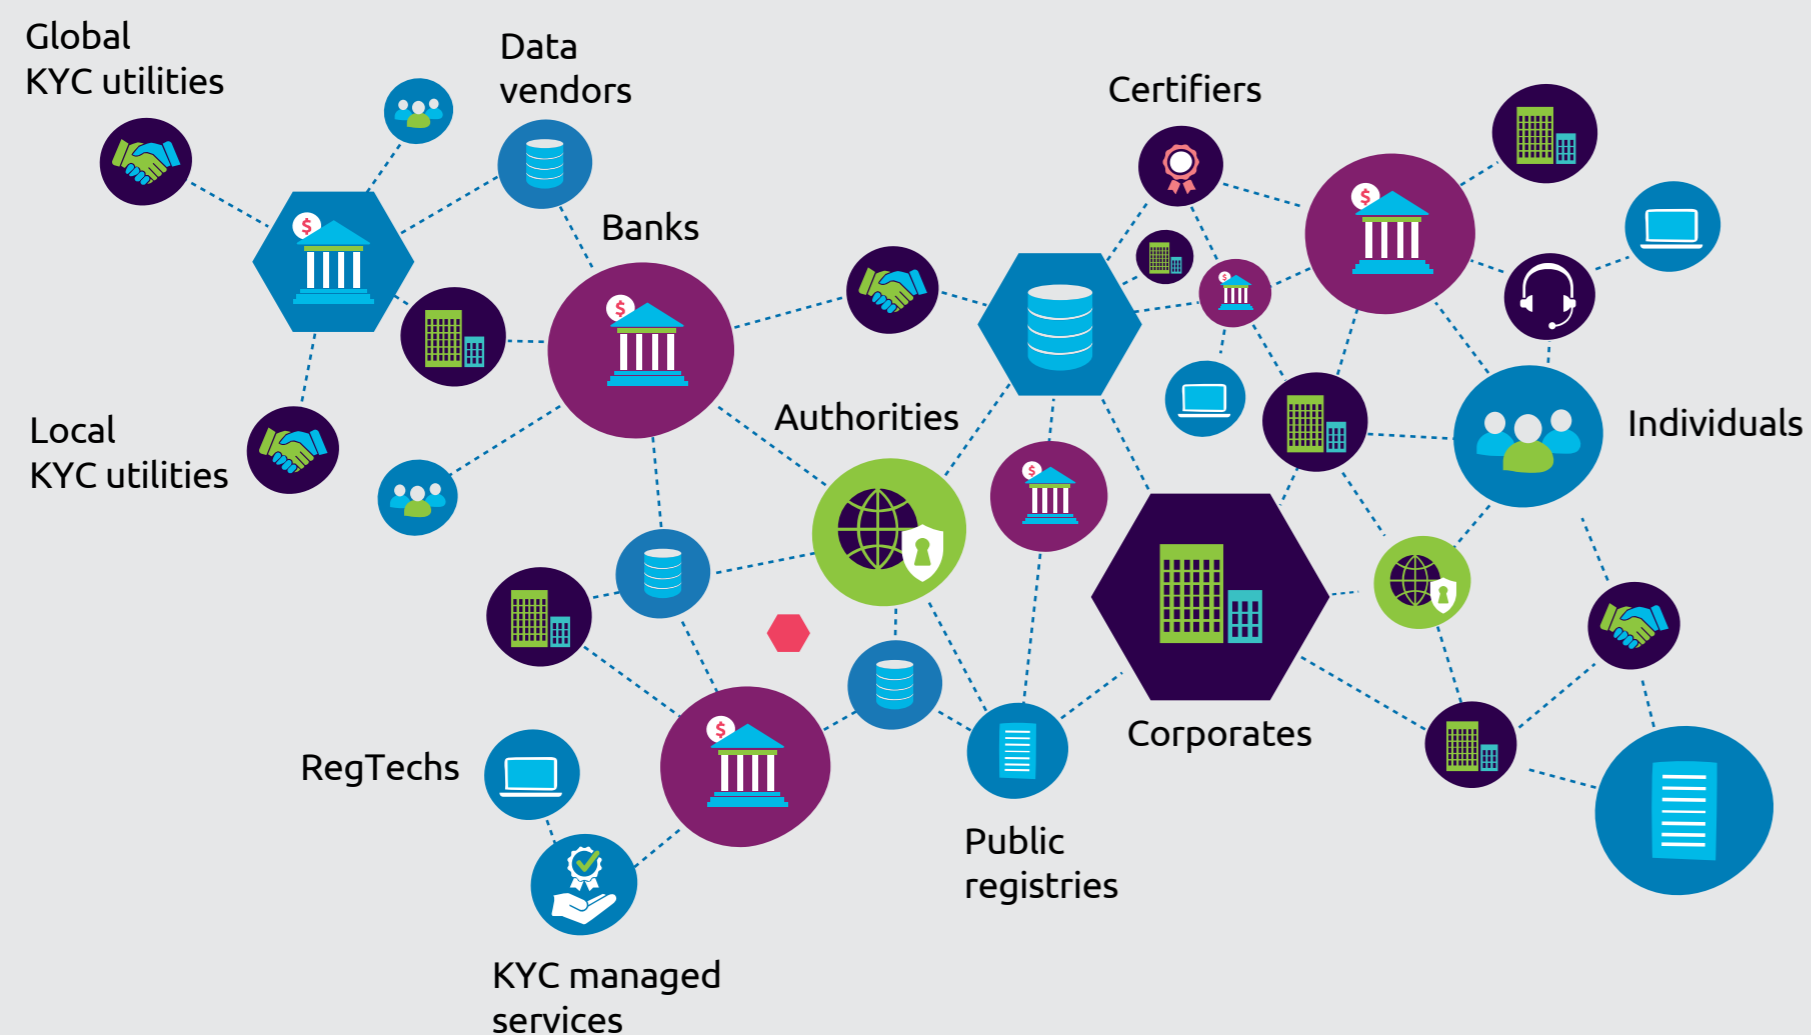 Global
KYC utilities
Data
vendors
Certifiers
Banks
Local
KYC utilities
Authorities
Individuals
RegTechs
Corporates
Public
registries
KYC managed
services
$
$
$
$
$
$